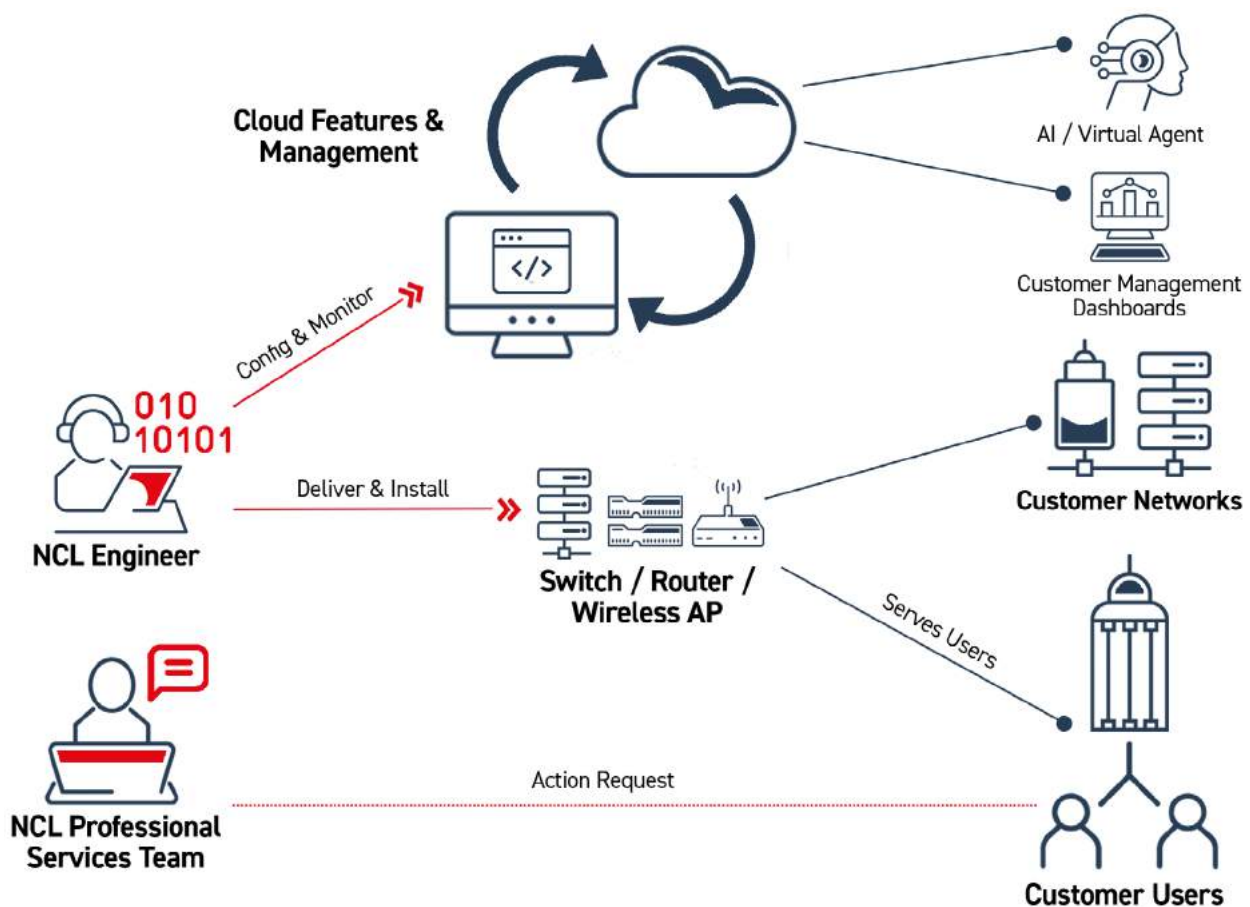 Cloud Features &
Management
AI / Virtual Agent
</>
Customer Management
Dashboards
Config & Monitor
010
10101
Deliver & Install
NCL Engineer
Switch / Router /
Wireless AP
Customer Networks
Serves Users
Action Request
NCL Professional
Services Team
Customer Users